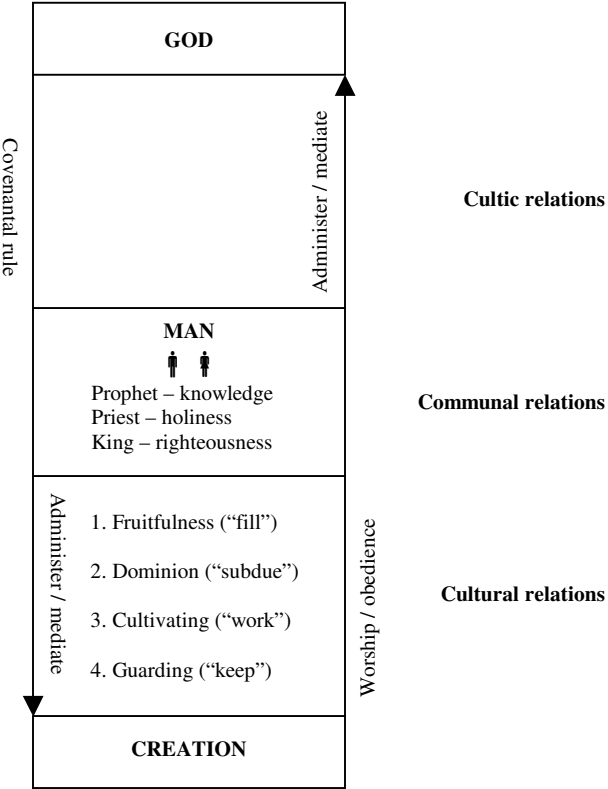 GOD
Covenantal rule
Administer / mediate
Cultic relations
MAN
Prophet – knowledge
Priest – holiness
King – righteousness
Communal relations
Administer / mediate
1. Fruitfulness (“fill”)
2. Dominion (“subdue”)
3. Cultivating (“work”)
4. Guarding (“keep”)
Worship / obedience
Cultural relations
CREATION